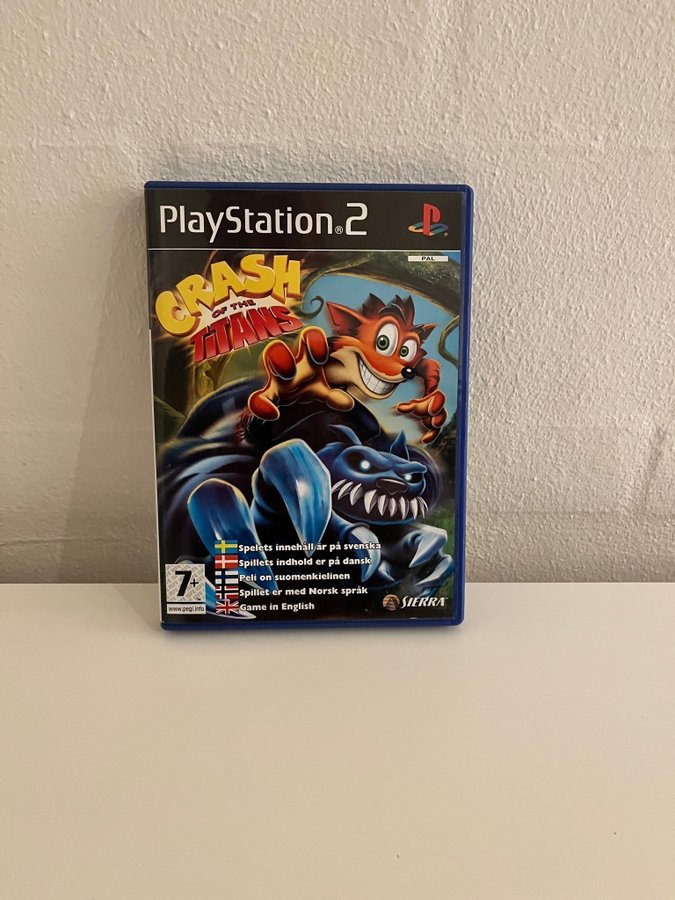 PlayStation®2
PAL
CRASH
OF THE
TITANS
Spelets innehåll är på svenska
Spillets indhold er på dansk
Peli on suomenkielinen
Spillet er med Norsk språk
Game in English
7+
www.pegi.info
SIERRA